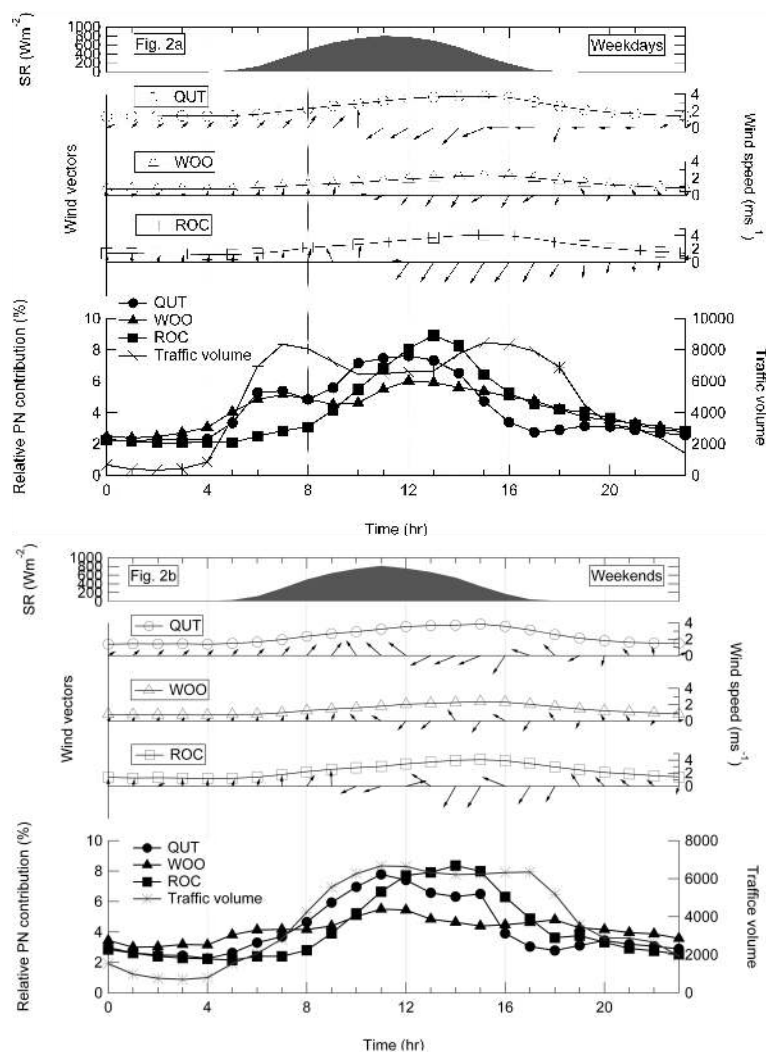 1000
800
600
400
200
0
SR (Wm-2)
Fig. 2a
Weekdays
QUT
4
2
0
WOO
4
2
ROC
4
2
Wind vectors
Wind speed (ms-1)
QUT
WOO
ROC
Traffic volume
10
8
6
4
2
0
Relative PN contribution (%)
10000
8000
6000
4000
2000
0
Traffic volume
0 4 8 12 16 20
Time (hr)
1000
800
600
400
200
0
SR (Wm-2)
Fig. 2b
Weekends
QUT
4
2
0
WOO
4
2
0
ROC
4
2
0
Wind vectors
Wind speed (ms-1)
QUT
WOO
ROC
Traffic volume
10
8
6
4
2
0
Relative PN contribution (%)
8000
6000
4000
2000
0
Traffice volume
0 4 8 12 16 20
Time (hr)